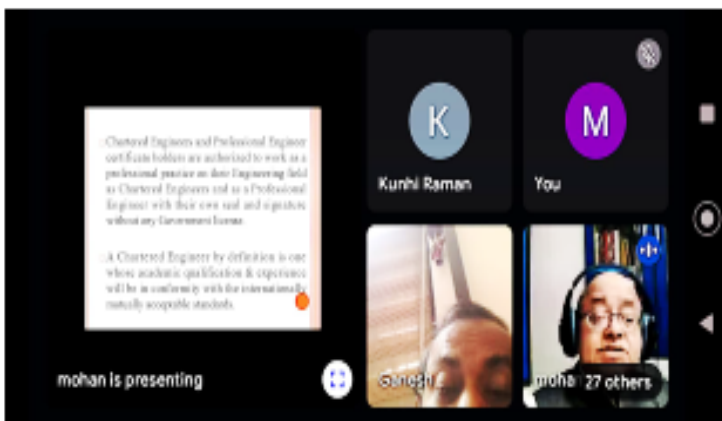 Chartered Engineers and Professional Engineer
certificate holders are authorized to work as a
professional practice on their Engineering field
as Chartered Engineers and as a Professional
Engineer with their own seal and signature
without any Government license.
A Chartered Engineer by definition is one
whose academic qualification & experience
will be in conformity with the internationally
mutually acceptable standards.
mohan is presenting
K
Kunhi Raman
M
You
Ganesh
moha 27 others